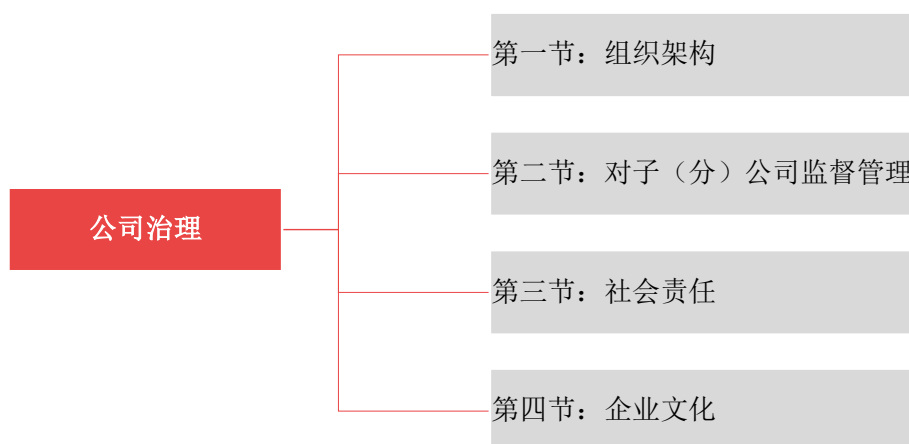 公司治理
第一节：组织架构
第二节：对子（分）公司监督管理
第三节：社会责任
第四节：企业文化